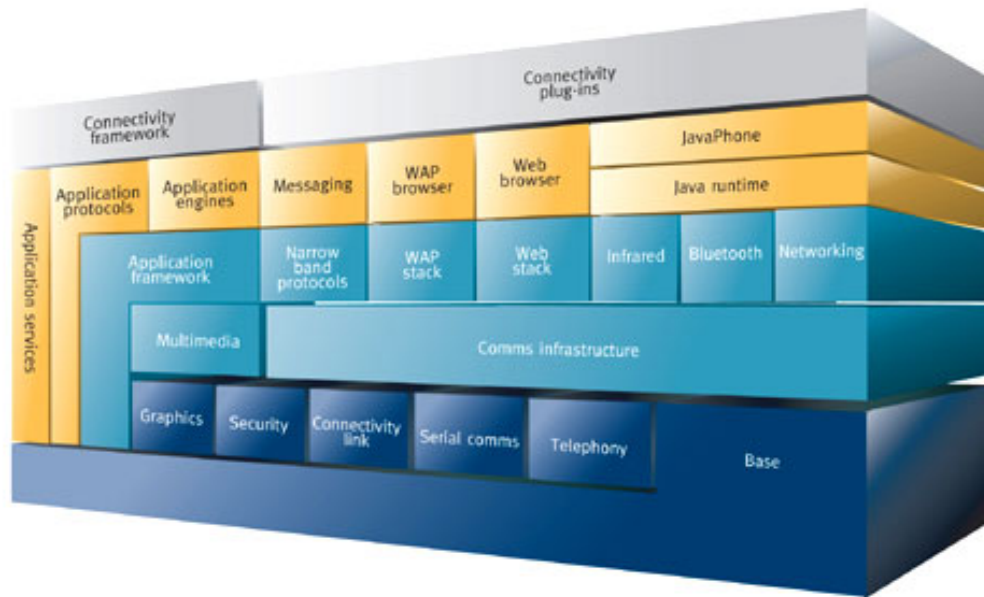 Connectivity
plug-ins
Connectivity
framework
JavaPhone
Java runtime
Application
protocols
Application
engines
Messaging
WAP
browser
Web
browser
Application services
Application
framework
Narrow
band
protocols
WAP
stack
Web
stack
Infrared
Bluetooth
Networking
Multimedia
Comms infrastructure
Graphics
Security
Connectivity
link
Serial comms
Telephony
Base